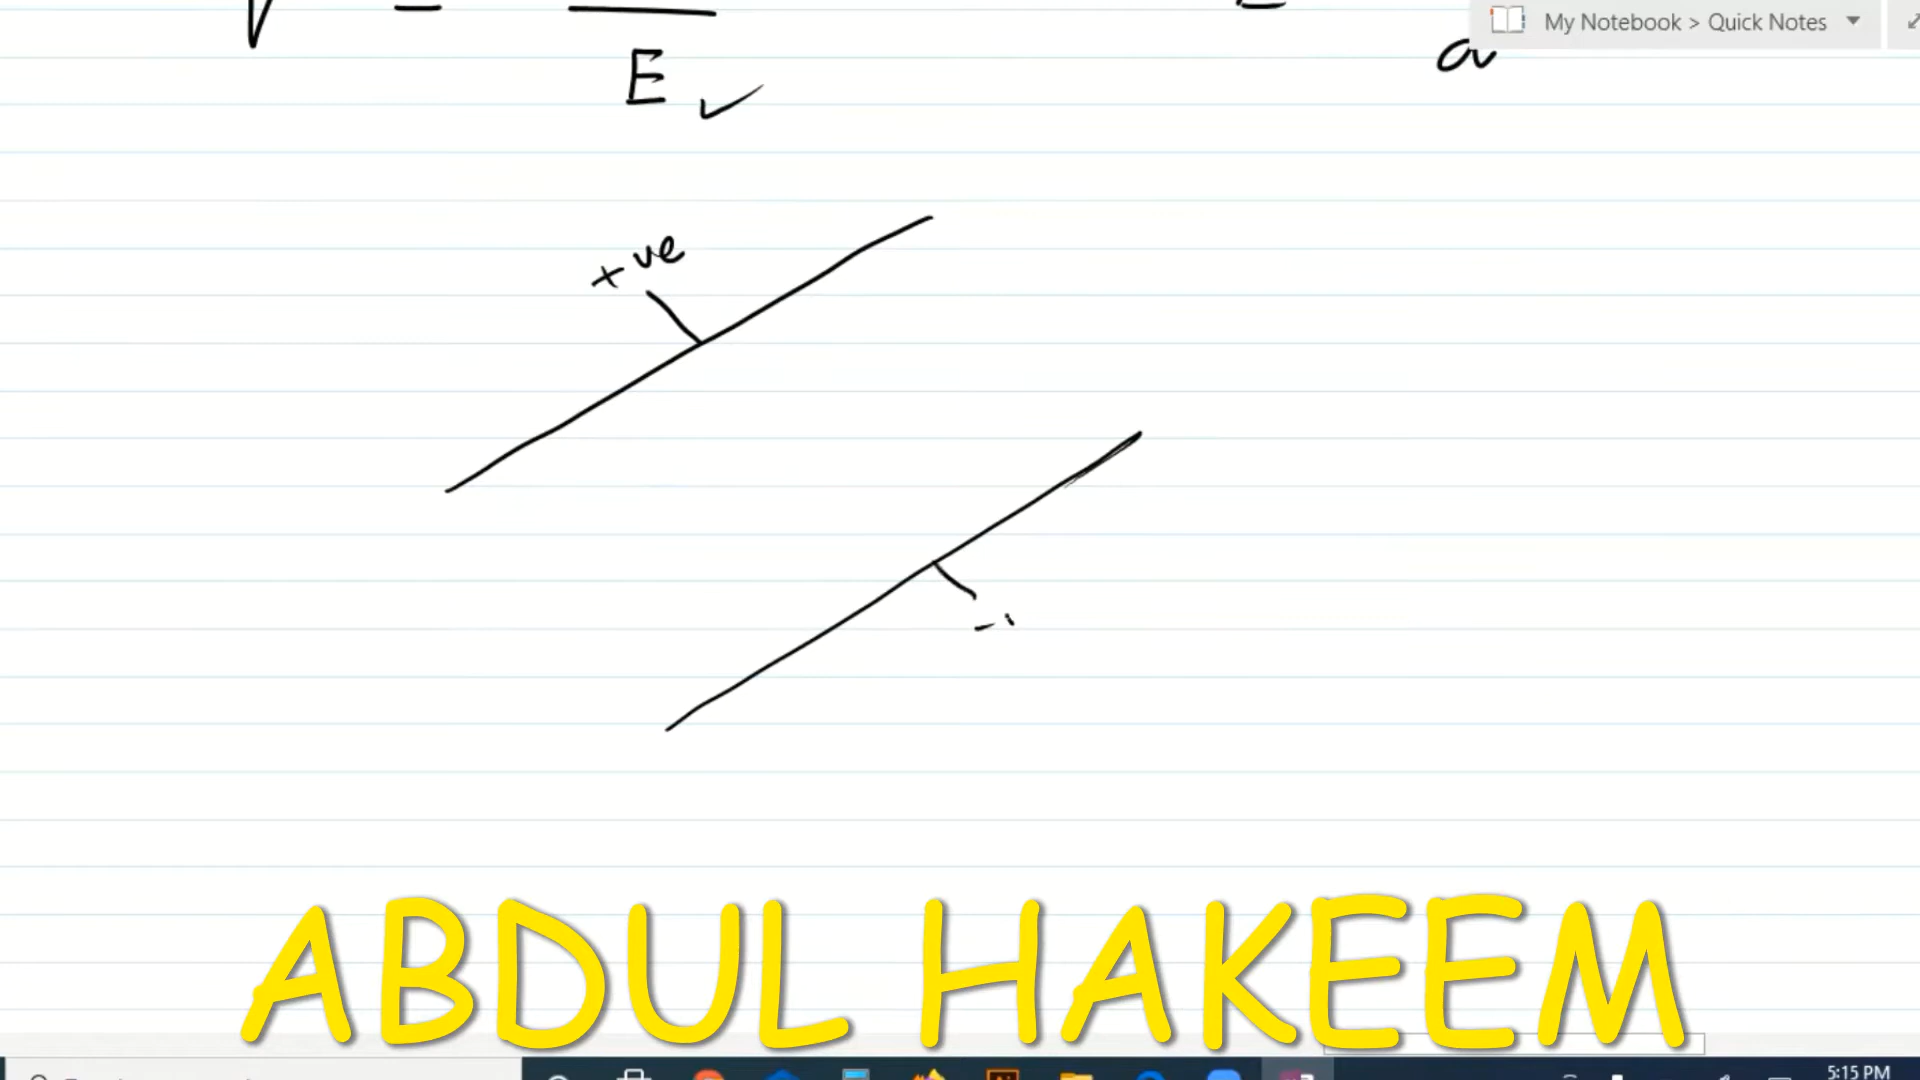 My Notebook > Quick Notes
E
a
+ve
ABDUL HAKEEM
5:15 PM